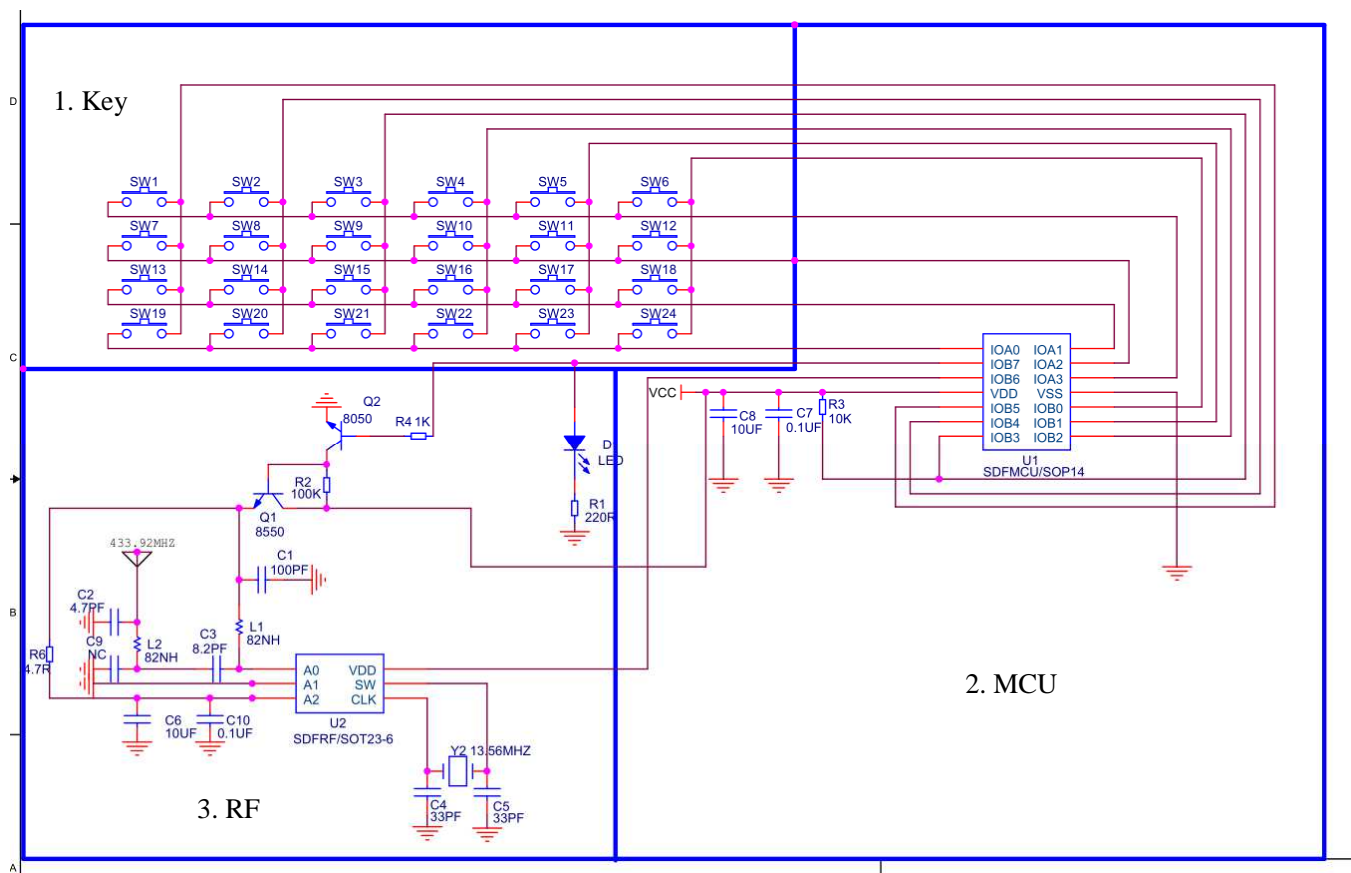 D
1. Key
SW1 SW2 SW3 SW4 SW5 SW6
SW7 SW8 SW9 SW10 SW11 SW12
SW13 SW14 SW15 SW16 SW17 SW18
SW19 SW20 SW21 SW22 SW23 SW24
C
IOA0 IOA1
IOB7 IOA2
IOB6 IOA3
VDD VSS
IOB5 IOB0
IOB4 IOB1
IOB3 IOB2
U1
SDFMCU/SOP14
VCC
C8
10UF
C7
0.1UF
R3
10K
Q2
8050
R4 1K
D
LED
R2
100K
R1
220R
Q1
8550
433.92MHZ
C1
100PF
B
C2
4.7PF
L1
82NH
C9
NC
L2
82NH
C3
8.2PF
R6
4.7R
A0 VDD
A1 SW
A2 CLK
U2
SDFRF/SOT23-6
C6
10UF
C10
0.1UF
Y2 13.56MHZ
C4
33PF
C5
33PF
2. MCU
3. RF
A